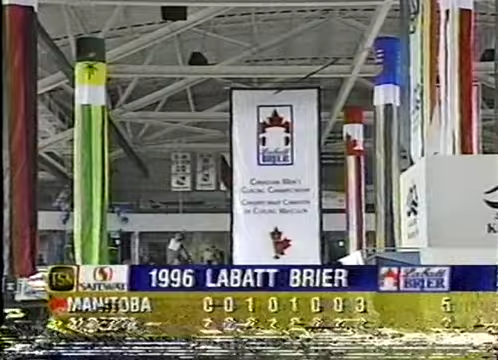 Labatt
BRIER
CANADIAN MEN'S
CURLING CHAMPIONSHIP
CHAMPIONNAT CANADIEN
DE CURLING MASCULIN
TSN
SAFEWAY
1996 LABATT BRIER
Labatt
BRIER
MANITOBA 0 0 1 0 1 0 0 3 5